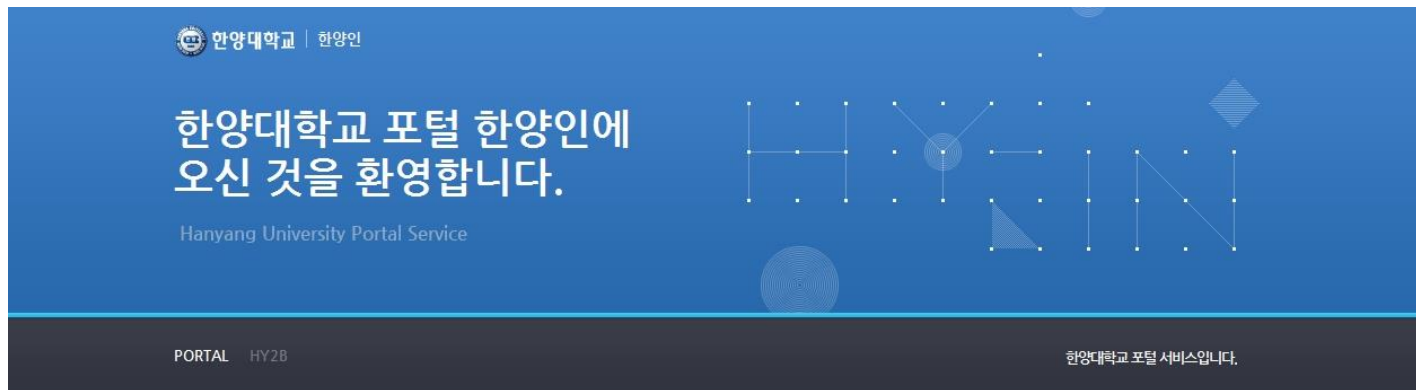 한양대학교 | 한양인
한양대학교 포털 한양인에
오신 것을 환영합니다.
Hanyang University Portal Service
HY-IN
PORTAL HY2B
한양대학교 포털 서비스입니다.